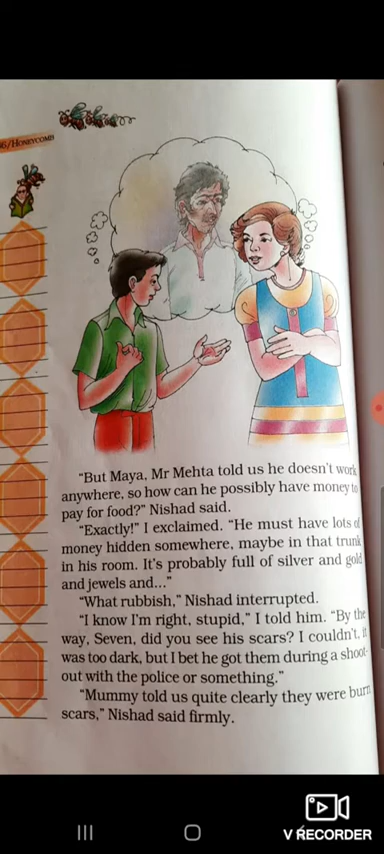 66/HONEYCOMB
"But Maya, Mr Mehta told us he doesn't work
anywhere, so how can he possibly have money to
pay for food?" Nishad said.
"Exactly!" I exclaimed. "He must have lots of
money hidden somewhere, maybe in that trunk
in his room. It's probably full of silver and gold
and jewels and..."
"What rubbish," Nishad interrupted.
"I know I'm right, stupid," I told him. "By the
way, Seven, did you see his scars? I couldn't, it
was too dark, but I bet he got them during a shoot-
out with the police or something."
"Mummy told us quite clearly they were burn
scars," Nishad said firmly.
V RECORDER